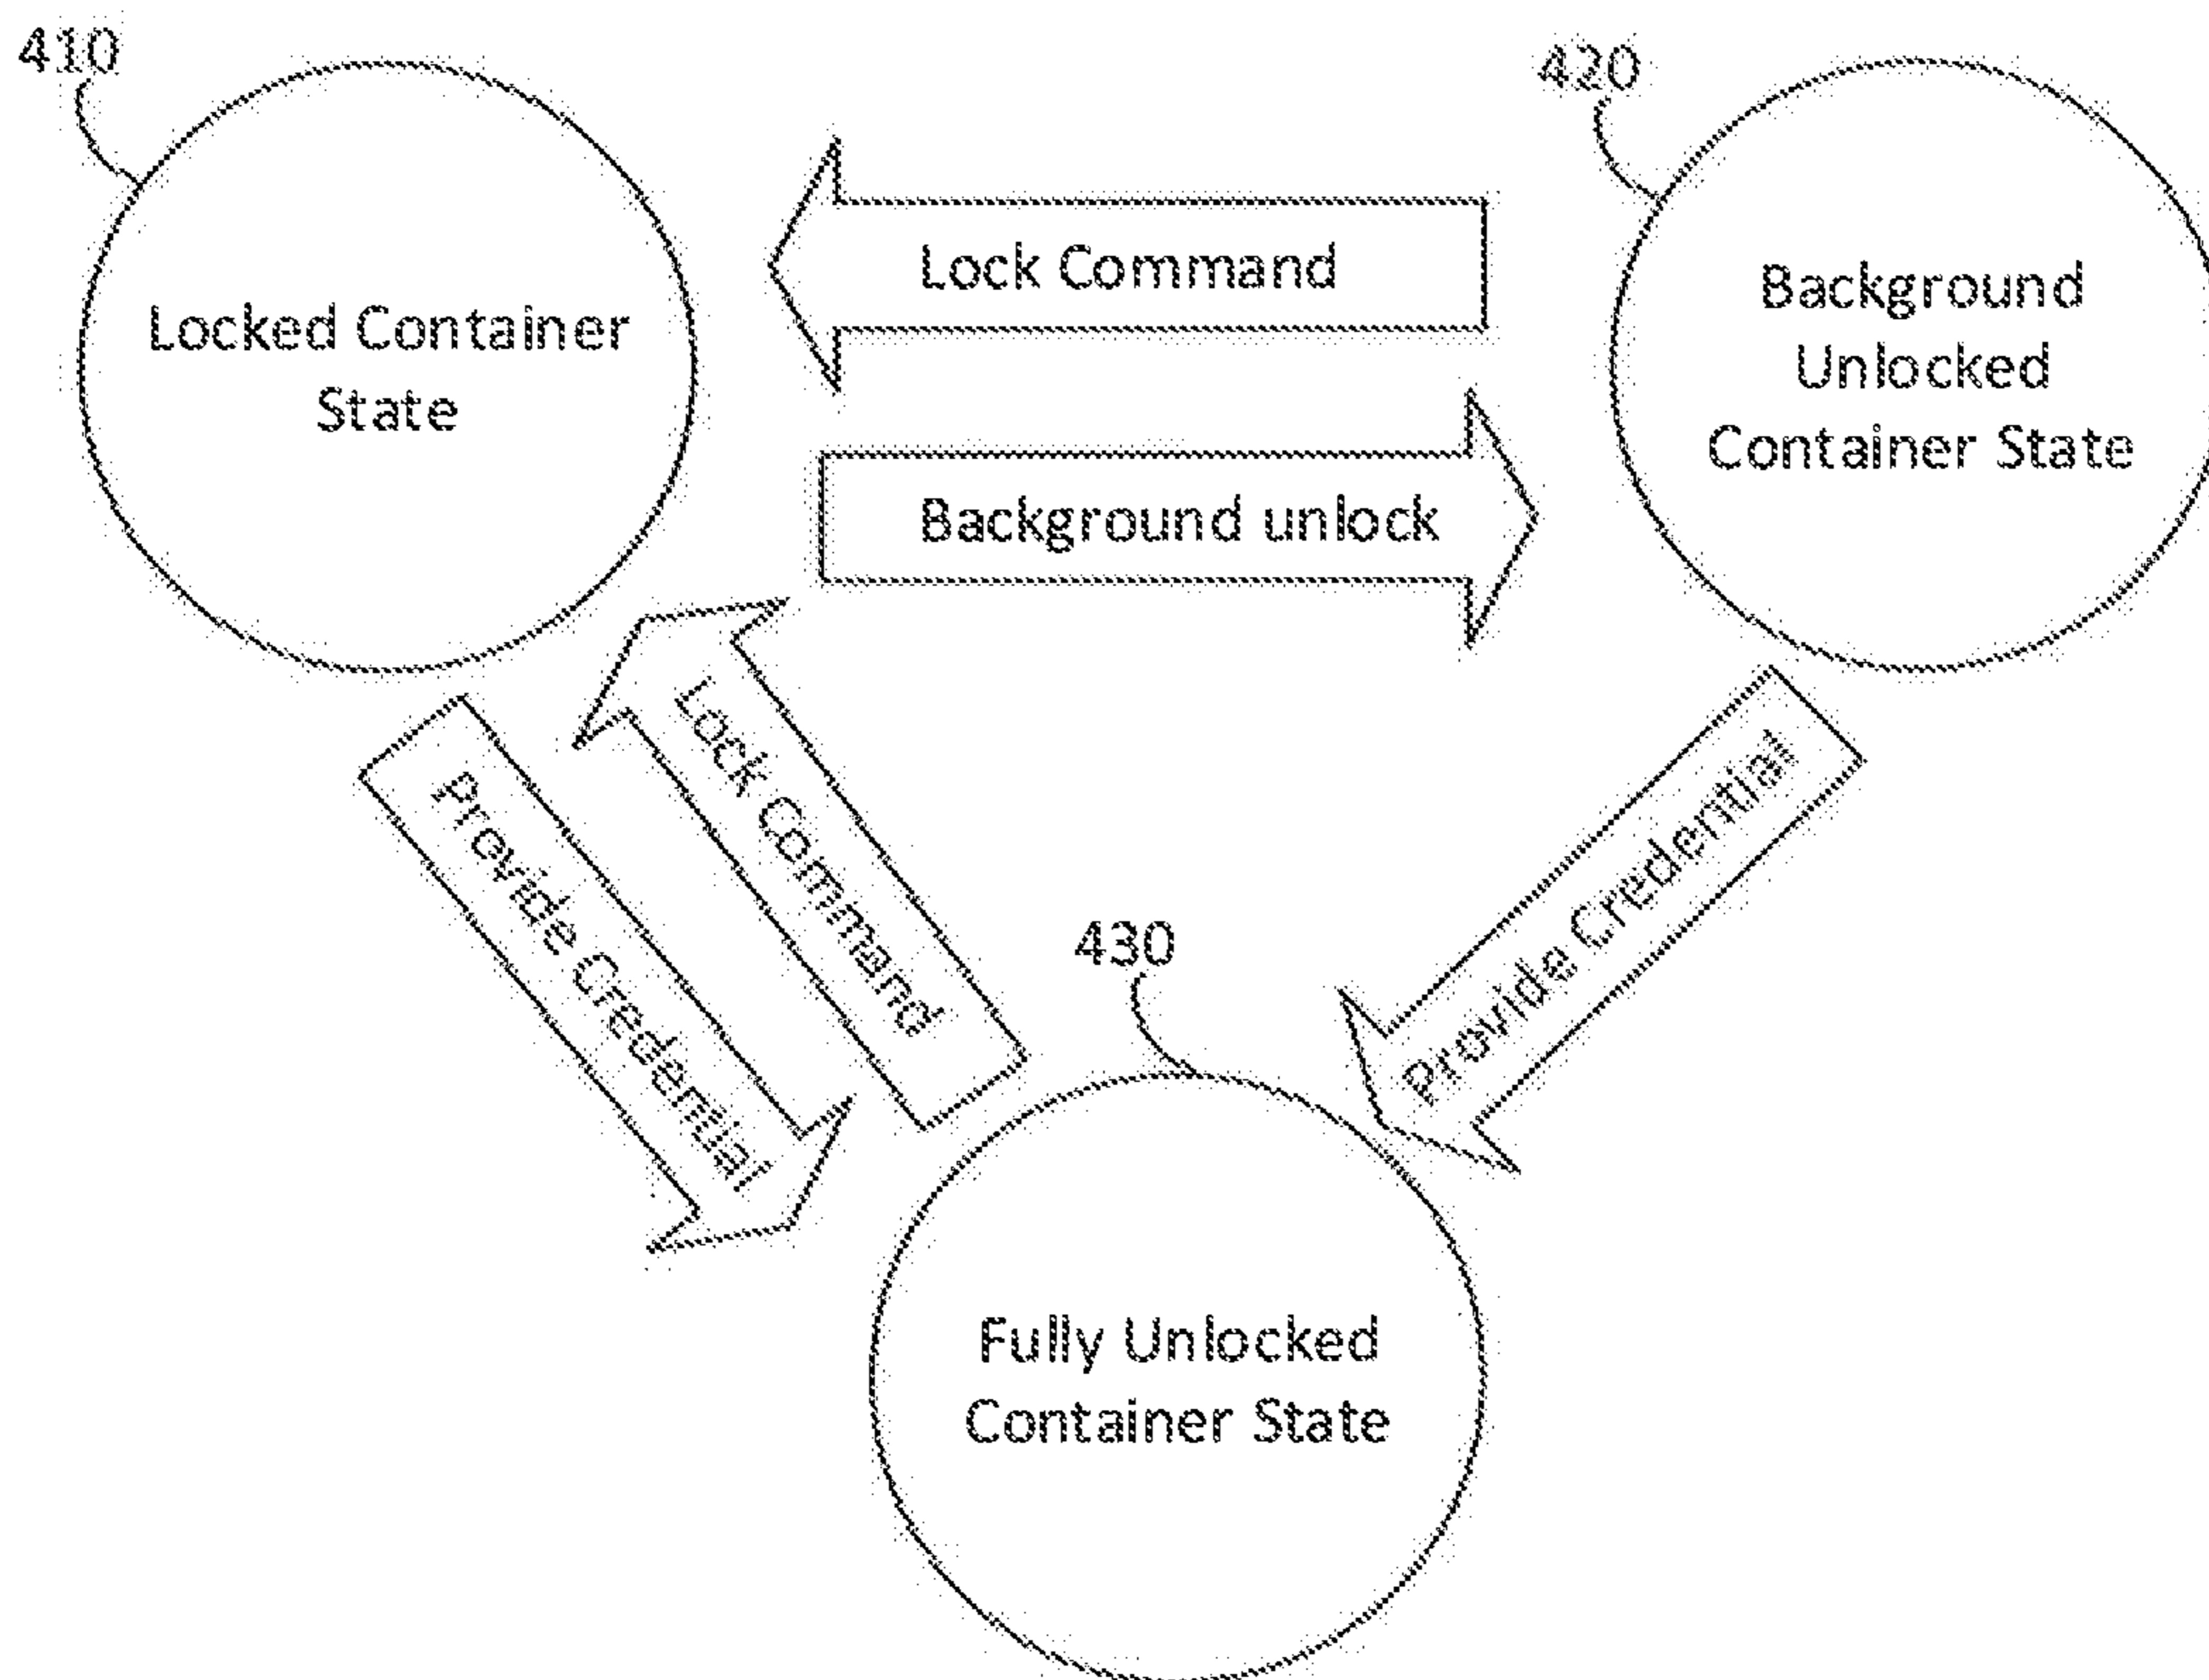 410
420
Locked Container
State
Lock Command
Background
Unlocked
Container State
Background unlock
Provide Credential
Lock Command
Provide Credential
430
Fully Unlocked
Container State